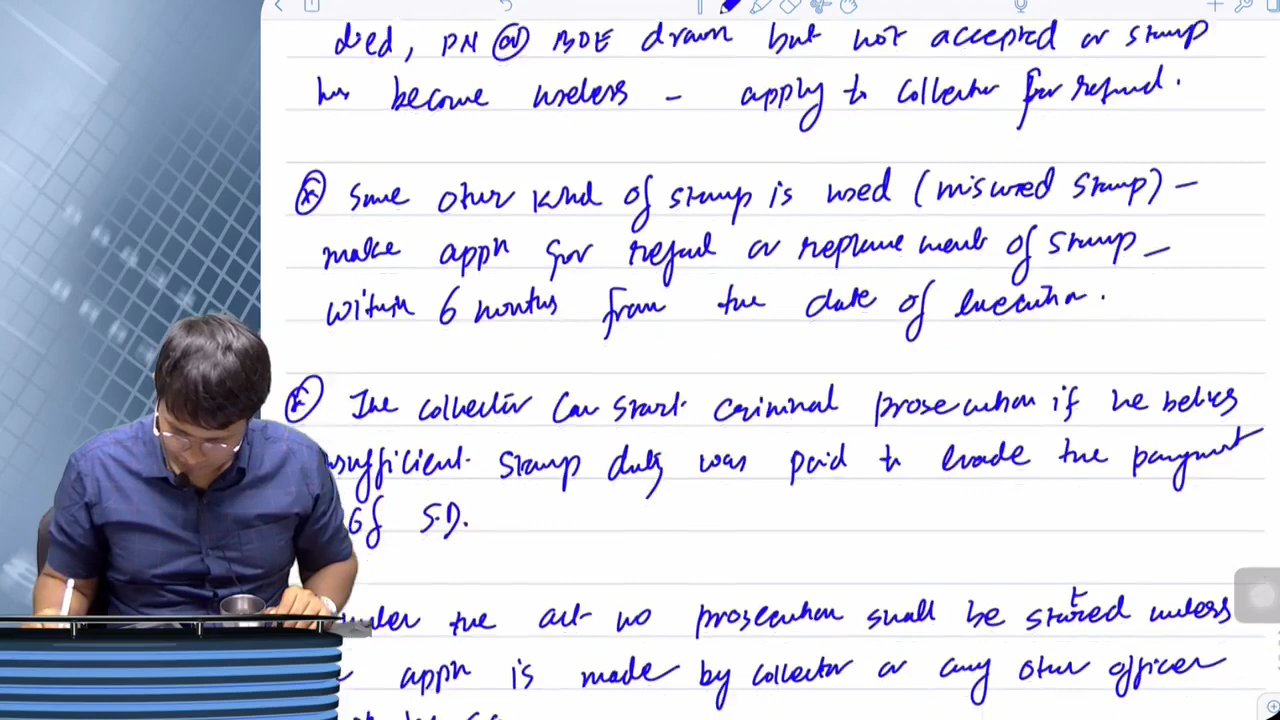 died, PN or BOE drawn but not accepted or stamp
has become useless - apply to collector for refund.
Some other kind of stamp is used (misused stamp) -
make appn for refund or replacement of stamp -
within 6 months from the date of execution.
The collector can start criminal prosecution if he beleives
insufficient stamp duty was paid to evade the payment
of S.D.
under the act no prosecution shall be started unless
appn is made by collector or any other officer